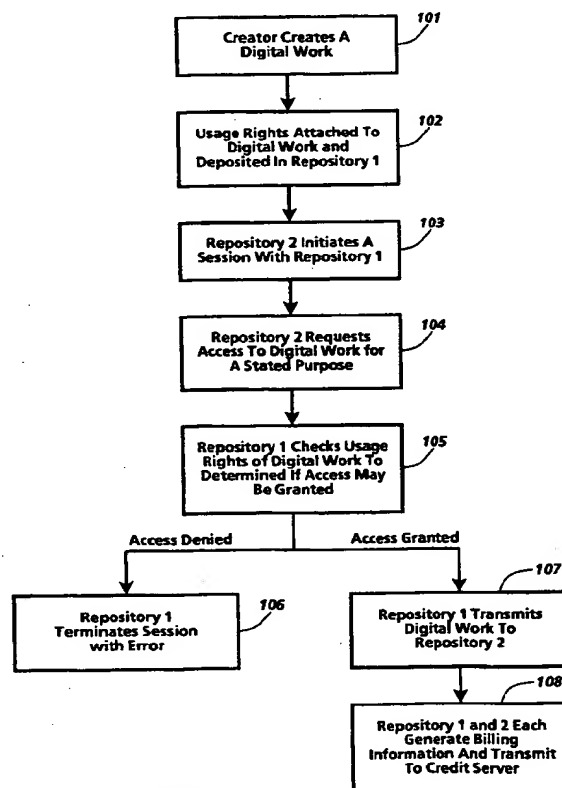 101
Creator Creates A
Digital Work
102
Usage Rights Attached To
Digital Work and
Deposited In Repository 1
103
Repository 2 Initiates A
Session With Repository 1
104
Repository 2 Requests
Access To Digital Work for
A Stated Purpose
105
Repository 1 Checks Usage
Rights of Digital Work To
Determined If Access May
Be Granted
Access Denied
Access Granted
106
Repository 1
Terminates Session
with Error
107
Repository 1 Transmits
Digital Work To
Repository 2
108
Repository 1 and 2 Each
Generate Billing
Information And Transmit
To Credit Server